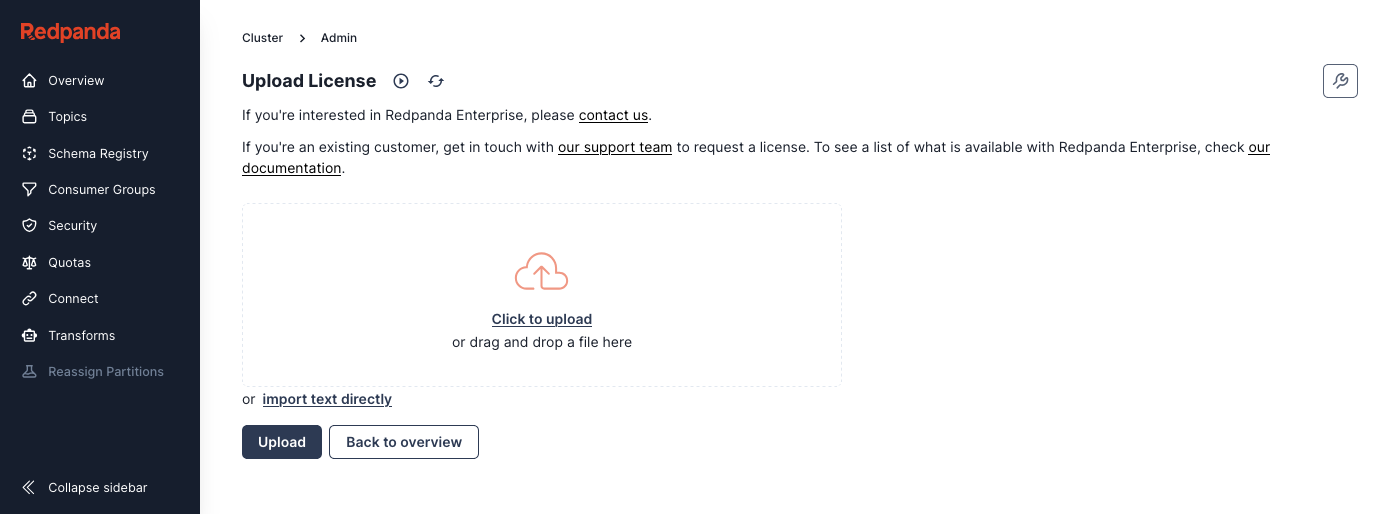 Redpanda
Overview
Topics
Schema Registry
Consumer Groups
Security
Quotas
Connect
Transforms
Reassign Partitions
Collapse sidebar
Cluster > Admin
Upload License
If you're interested in Redpanda Enterprise, please contact us.
If you're an existing customer, get in touch with our support team to request a license. To see a list of what is available with Redpanda Enterprise, check our
documentation.
Click to upload
or drag and drop a file here
or import text directly
Upload Back to overview